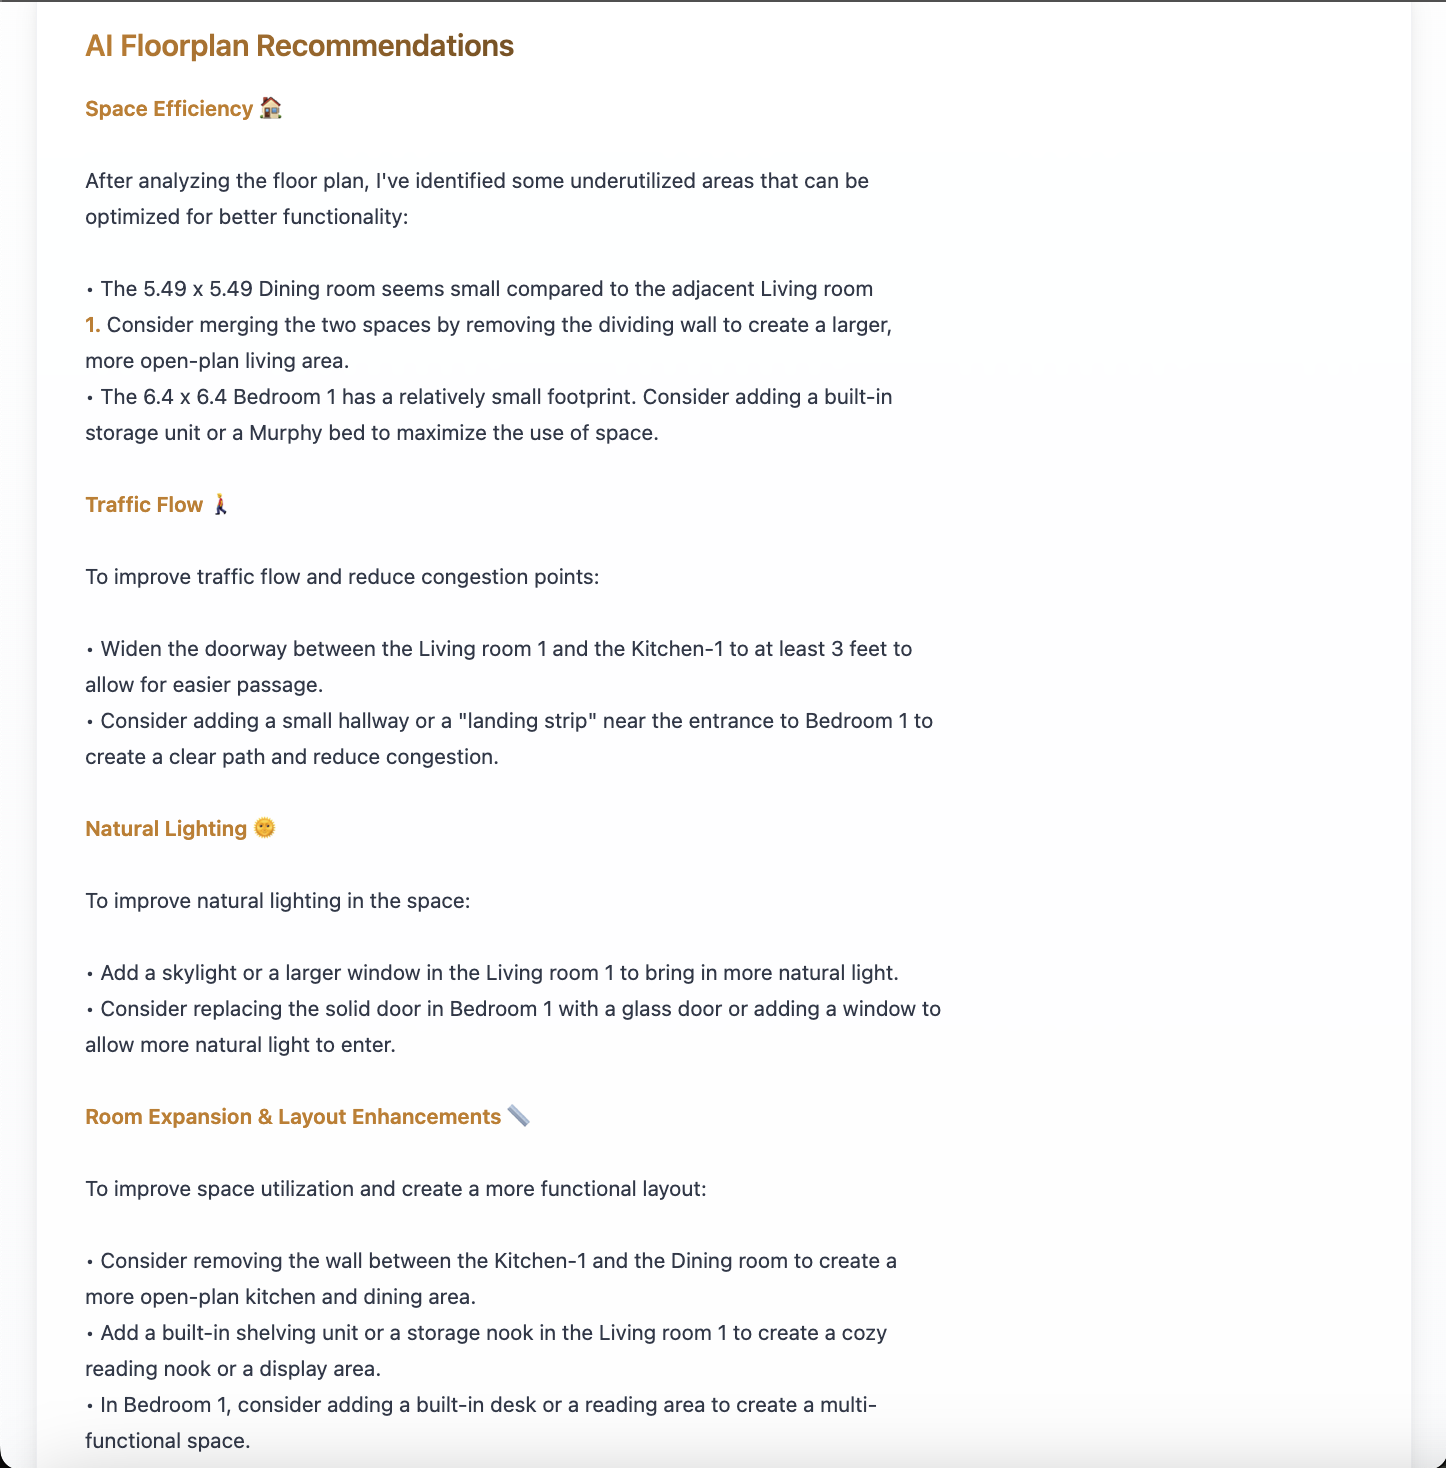 AI Floorplan Recommendations
Space Efficiency 🏠
After analyzing the floor plan, I've identified some underutilized areas that can be
optimized for better functionality:
• The 5.49 x 5.49 Dining room seems small compared to the adjacent Living room
1. Consider merging the two spaces by removing the dividing wall to create a larger,
more open-plan living area.
• The 6.4 x 6.4 Bedroom 1 has a relatively small footprint. Consider adding a built-in
storage unit or a Murphy bed to maximize the use of space.
Traffic Flow 🚶
To improve traffic flow and reduce congestion points:
• Widen the doorway between the Living room 1 and the Kitchen-1 to at least 3 feet to
allow for easier passage.
• Consider adding a small hallway or a "landing strip" near the entrance to Bedroom 1 to
create a clear path and reduce congestion.
Natural Lighting 🌞
To improve natural lighting in the space:
• Add a skylight or a larger window in the Living room 1 to bring in more natural light.
• Consider replacing the solid door in Bedroom 1 with a glass door or adding a window to
allow more natural light to enter.
Room Expansion & Layout Enhancements 📏
To improve space utilization and create a more functional layout:
• Consider removing the wall between the Kitchen-1 and the Dining room to create a
more open-plan kitchen and dining area.
• Add a built-in shelving unit or a storage nook in the Living room 1 to create a cozy
reading nook or a display area.
• In Bedroom 1, consider adding a built-in desk or a reading area to create a multi-
functional space.